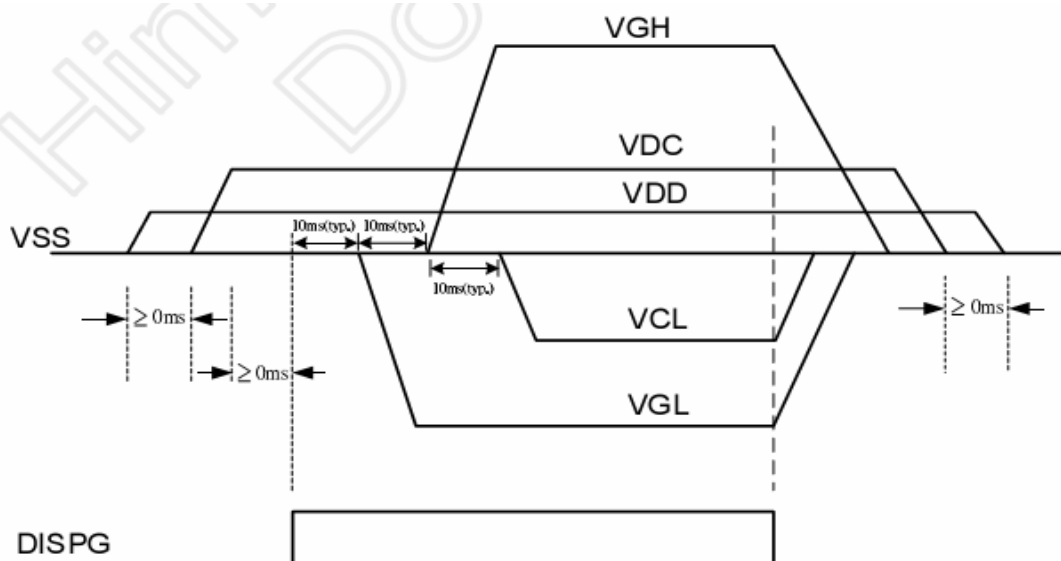 VGH
VDC
VDD
VSS
10ms(typ.) 10ms(typ.)
10ms(typ.)
≥ 0ms
≥ 0ms
VCL
≥ 0ms
VGL
DISPG